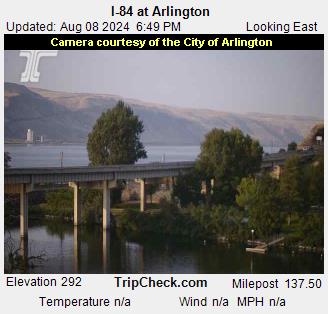 I-84 at Arlington
Updated: Aug 08 2024 6:49 PM Looking East
Camera courtesy of the City of Arlington
Elevation 292 TripCheck.com Milepost 137.50
Temperature n/a Wind n/a MPH n/a